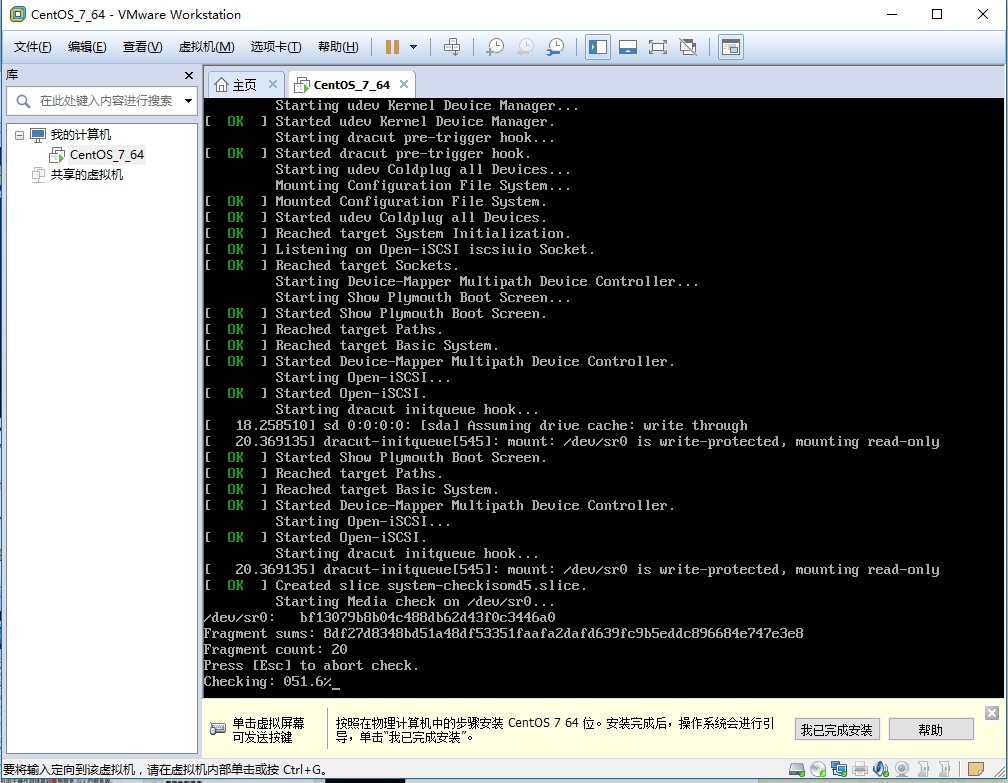 CentOS_7_64 - VMware Workstation
文件(F) 编辑(E) 查看(V) 虚拟机(M) 选项卡(T) 帮助(H)
库
在此处键入内容进行搜索
我的计算机
CentOS_7_64
共享的虚拟机
主页 CentOS_7_64
Starting udev Kernel Device Manager...
[ OK ] Started udev Kernel Device Manager.
Starting dracut pre-trigger hook...
[ OK ] Started dracut pre-trigger hook.
Starting udev Coldplug all Devices...
Mounting Configuration File System...
[ OK ] Mounted Configuration File System.
[ OK ] Started udev Coldplug all Devices.
[ OK ] Reached target System Initialization.
[ OK ] Listening on Open-iSCSI iscsiuio Socket.
[ OK ] Reached target Sockets.
Starting Device-Mapper Multipath Device Controller...
Starting Show Plymouth Boot Screen...
[ OK ] Started Show Plymouth Boot Screen.
[ OK ] Reached target Paths.
[ OK ] Reached target Basic System.
[ OK ] Started Device-Mapper Multipath Device Controller.
Starting Open-iSCSI...
[ OK ] Started Open-iSCSI.
Starting dracut initqueue hook...
[ 18.258510] sd 0:0:0:0: [sda] Assuming drive cache: write through
[ 20.369135] dracut-initqueue[545]: mount: /dev/sr0 is write-protected, mounting read-only
[ OK ] Started Show Plymouth Boot Screen.
[ OK ] Reached target Paths.
[ OK ] Reached target Basic System.
[ OK ] Started Device-Mapper Multipath Device Controller.
Starting Open-iSCSI...
[ OK ] Started Open-iSCSI.
Starting dracut initqueue hook...
[ 20.369135] dracut-initqueue[545]: mount: /dev/sr0 is write-protected, mounting read-only
[ OK ] Created slice system-checkisomd5.slice.
Starting Media check on /dev/sr0...
/dev/sr0: bf13079b8b04c488db62d43f0c3446a0
Fragment sums: 8df27d8348bd51a48df53351faafa2dafd639fc9b5eddc896684e747e3e8
Fragment count: 20
Press [Esc] to abort check.
Checking: 051.6%_
单击虚拟屏幕
可发送按键
按照在物理计算机中的步骤安装 CentOS 7 64 位。安装完成后，操作系统会进行引
导，单击“我已完成安装”。
我已完成安装 帮助
要将输入定向到该虚拟机，请在虚拟机内部单击或按 Ctrl+G。